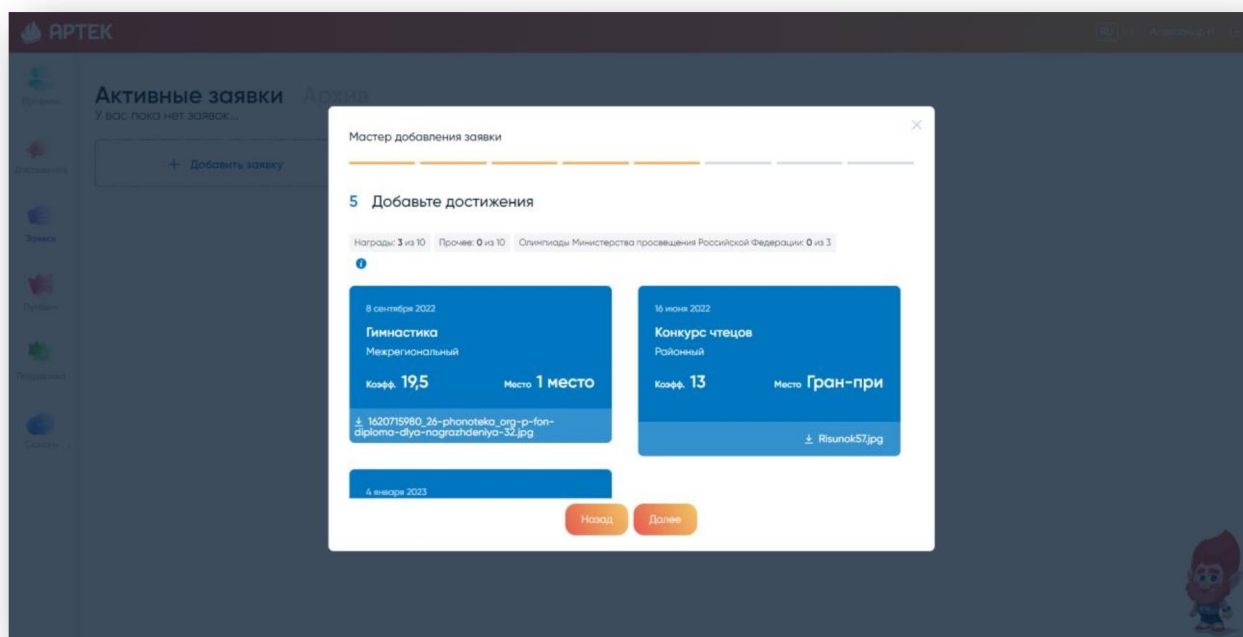 АРТЕК
RU
Активные заявки Архив
У вас пока нет заявок...
+ Добавить заявку
Мастер добавления заявки
5 Добавьте достижения
Награды: 3 из 10 Прочее: 0 из 10 Олимпиады Министерства просвещения Российской Федерации: 0 из 3
8 сентября 2022
Гимнастика
Межрегиональный
Коэфф. 19,5 Место 1 место
1620715980_26-phonoteka_org-p-fon-
diploma-dlya-nagrazhdeniya-32.jpg
16 июня 2022
Конкурс чтецов
Районный
Коэфф. 13 Место Гран-при
Risunok57.jpg
4 января 2023
Назад Далее